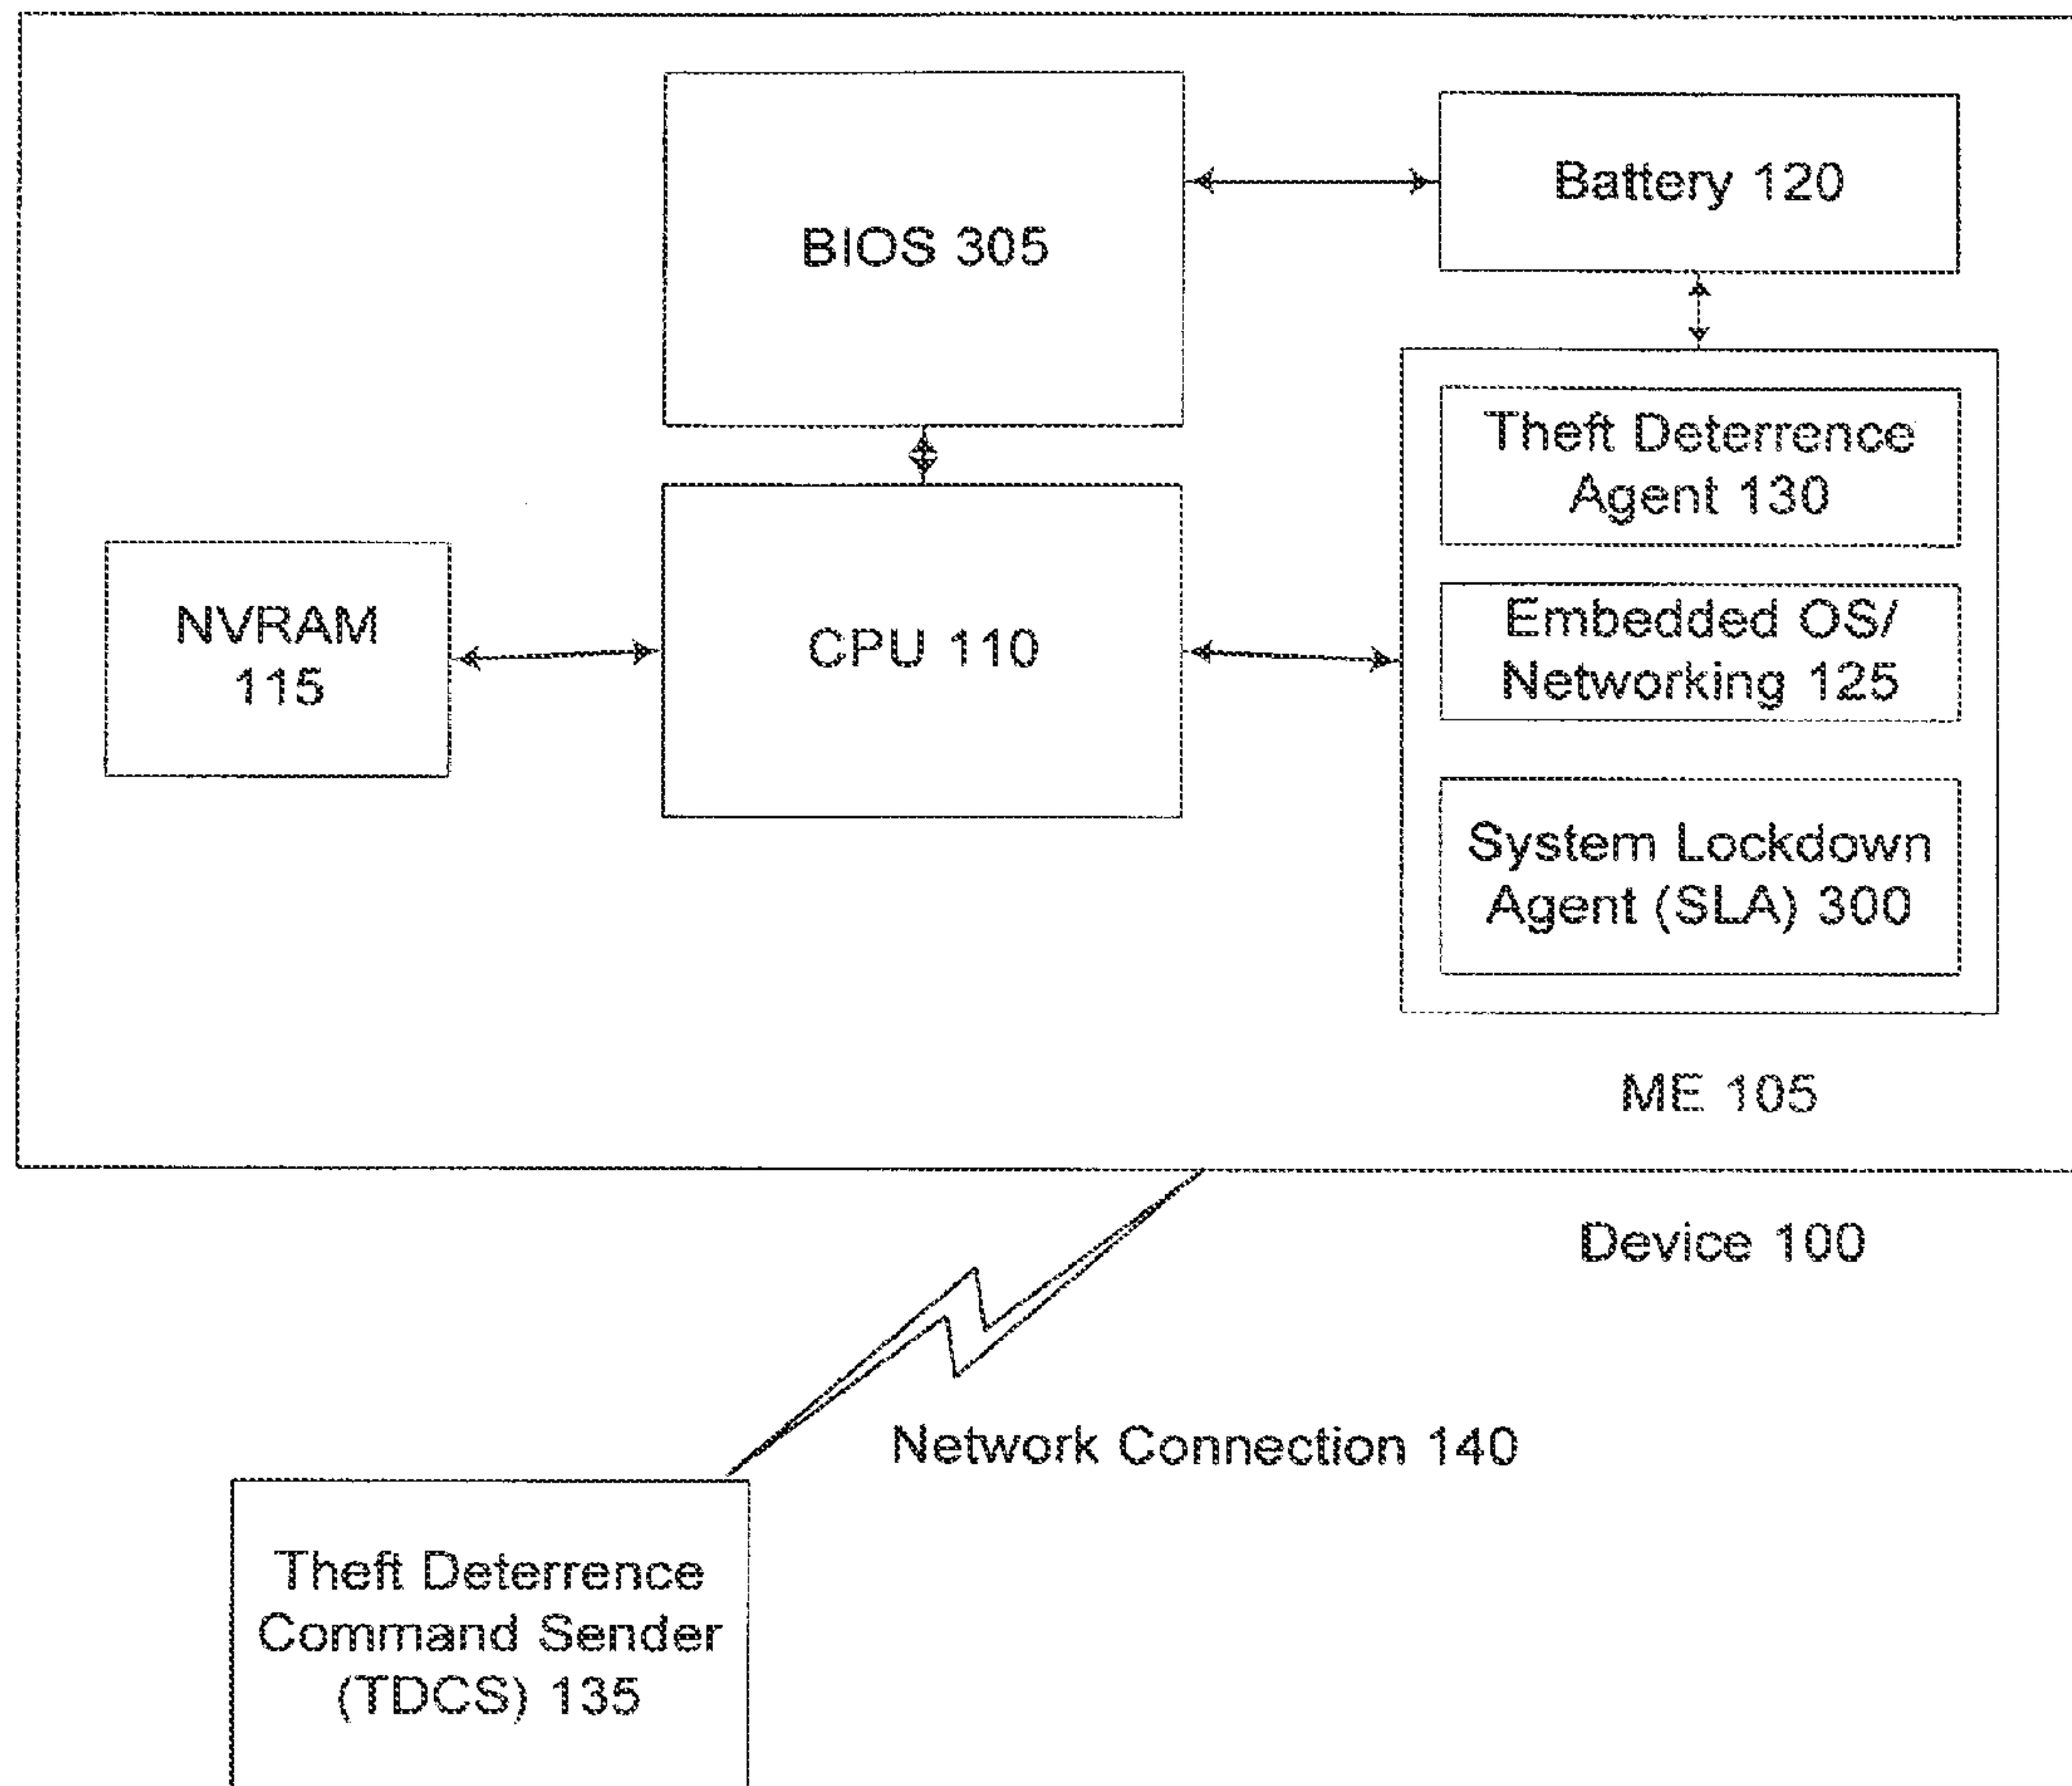 BIOS 305
Battery 120
Theft Deterrence
Agent 130
NVRAM
115
CPU 110
Embedded OS/
Networking 125
System Lockdown
Agent (SLA) 300
ME 105
Device 100
Network Connection 140
Theft Deterrence
Command Sender
(TDCS) 135